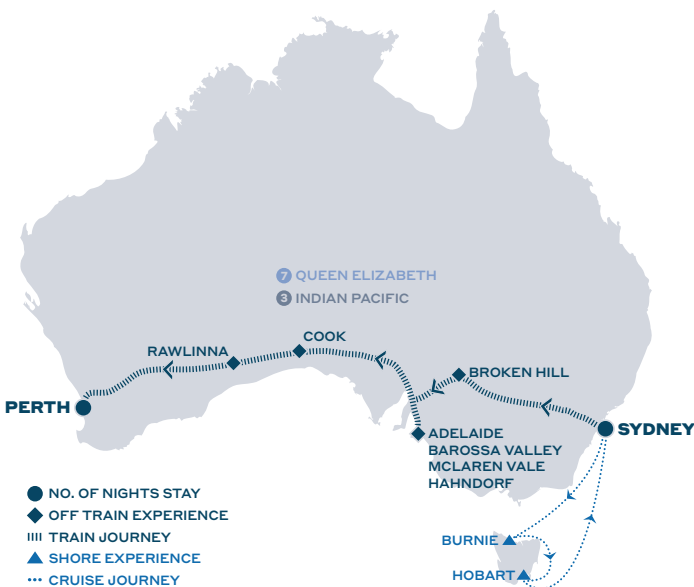 7 QUEEN ELIZABETH
3 INDIAN PACIFIC
COOK
RAWLINNA
BROKEN HILL
PERTH
SYDNEY
ADELAIDE
BAROSSA VALLEY
MCLAREN VALE
HAHNDORF
NO. OF NIGHTS STAY
OFF TRAIN EXPERIENCE
TRAIN JOURNEY
SHORE EXPERIENCE
CRUISE JOURNEY
BURNIE
HOBART